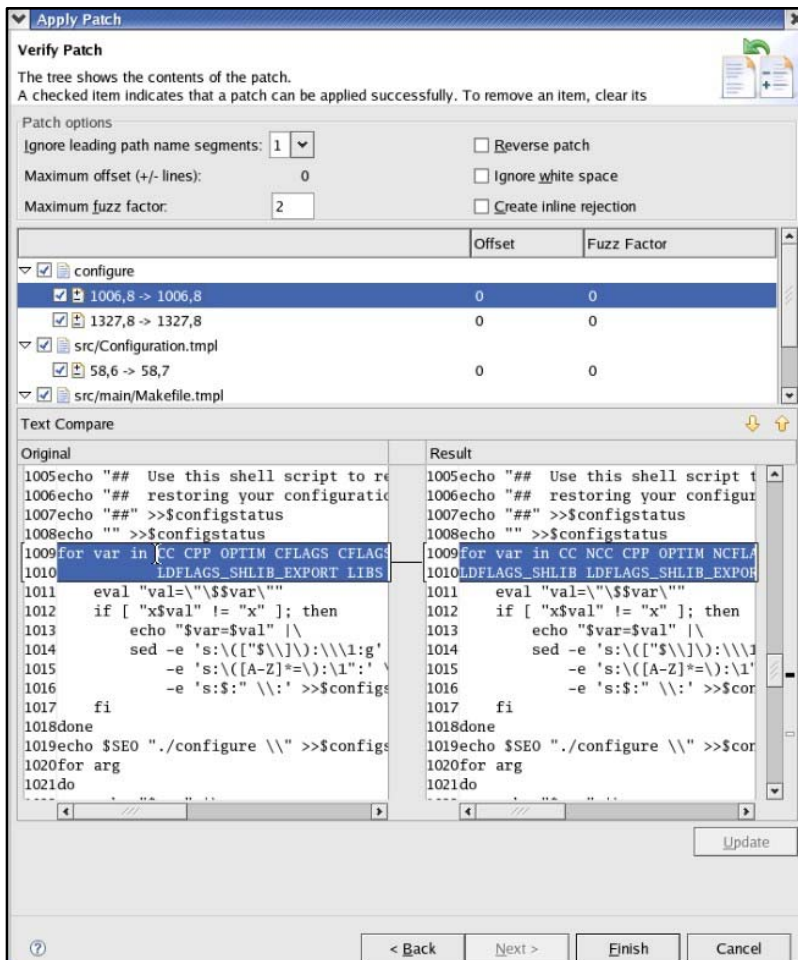 Apply Patch
Verify Patch
The tree shows the contents of the patch.
A checked item indicates that a patch can be applied successfully. To remove an item, clear its
Patch options
Ignore leading path name segments: 1
Reverse patch
Maximum offset (+/- lines): 0
Ignore white space
Maximum fuzz factor: 2
Create inline rejection
Offset Fuzz Factor
configure
1006,8 -> 1006,8 0 0
1327,8 -> 1327,8 0 0
src/Configuration.tmpl
58,6 -> 58,7 0 0
src/main/Makefile.tmpl
Text Compare
Original
1005echo "##  Use this shell script to re
1006echo "##  restoring your configuratio
1007echo "##" >>$configstatus
1008echo "" >>$configstatus
1009for var in CC CPP OPTIM CFLAGS CFLAGS
1010          LDFLAGS_SHLIB_EXPORT LIBS
1011    eval "val=\"\$$var\""
1012    if [ "x$val" != "x" ]; then
1013        echo "$var=$val" |\
1014        sed -e 's:\(["$\\]\):\\\1:g'
1015            -e 's:\([A-Z]*=\):\1":' \
1016            -e 's:$:" \\:' >>$configs
1017    fi
1018done
1019echo $SEO "./configure \\" >>$configs
1020for arg
1021do
Result
1005echo "##  Use this shell script t
1006echo "##  restoring your configur
1007echo "##" >>$configstatus
1008echo "" >>$configstatus
1009for var in CC NCC CPP OPTIM NCFLA
1010LDFLAGS_SHLIB LDFLAGS_SHLIB_EXPOR
1011    eval "val=\"\$$var\""
1012    if [ "x$val" != "x" ]; then
1013        echo "$var=$val" |\
1014        sed -e 's:\(["$\\]\):\\\1
1015            -e 's:\([A-Z]*=\):\1"
1016            -e 's:$:" \\:' >>$con
1017    fi
1018done
1019echo $SEO "./configure \\" >>$cor
1020for arg
1021do
Update
< Back Next > Finish Cancel